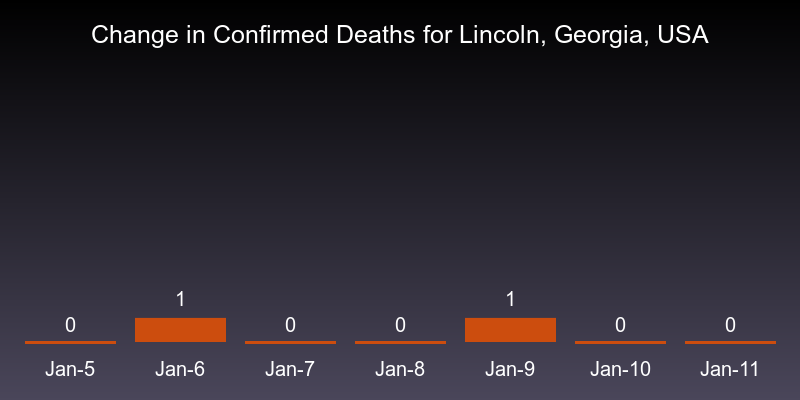 Change in Confirmed Deaths for Lincoln, Georgia, USA
0 1 0 0 1 0 0
Jan-5 Jan-6 Jan-7 Jan-8 Jan-9 Jan-10 Jan-11